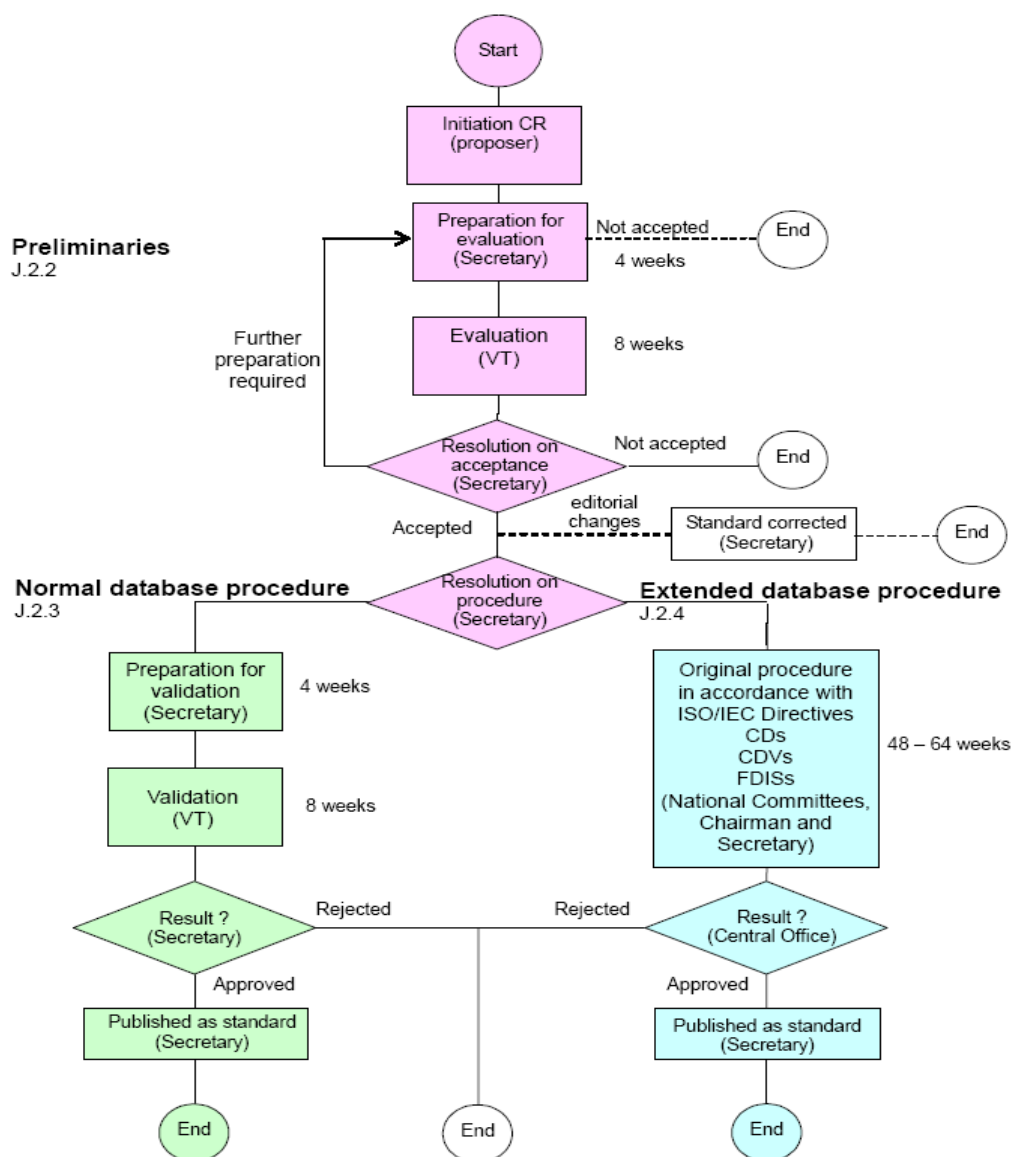 Start
Initiation CR
(proposer)
Preparation for
evaluation
(Secretary)
Not accepted
4 weeks
End
Preliminaries
J.2.2
Further
preparation
required
Evaluation
(VT)
8 weeks
Resolution on
acceptance
(Secretary)
Not accepted
End
Accepted
editorial
changes
Standard corrected
(Secretary)
End
Normal database procedure
J.2.3
Resolution on
procedure
(Secretary)
Extended database procedure
J.2.4
Preparation for
validation
(Secretary)
4 weeks
Validation
(VT)
8 weeks
Original procedure
in accordance with
ISO/IEC Directives
CDs
CDVs
FDISs
(National Committees,
Chairman and
Secretary)
48 – 64 weeks
Result ?
(Secretary)
Rejected
Rejected
Result ?
(Central Office)
Approved
Approved
Published as standard
(Secretary)
Published as standard
(Secretary)
End
End
End